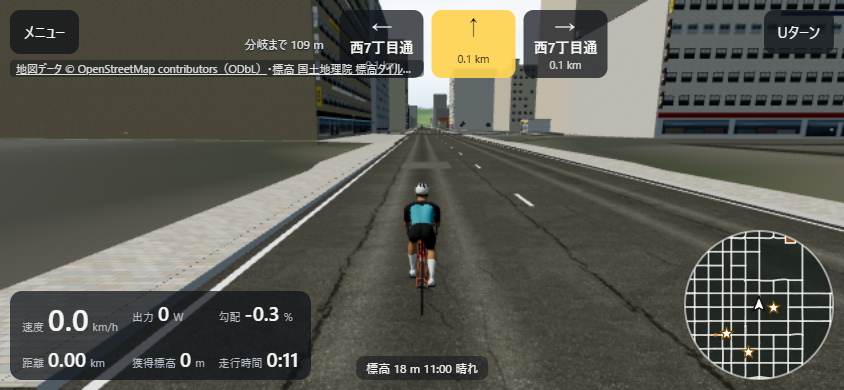 メニュー
分岐まで 109 m
←
西7丁目通
↑
0.1 km
→
西7丁目通
0.1 km
Uターン
地図データ © OpenStreetMap contributors（ODbL）・標高 国土地理院 標高タイル...
速度 0.0 km/h
出力 0 W
勾配 -0.3 %
距離 0.00 km
獲得標高 0 m
走行時間 0:11
標高 18 m 11:00 晴れ